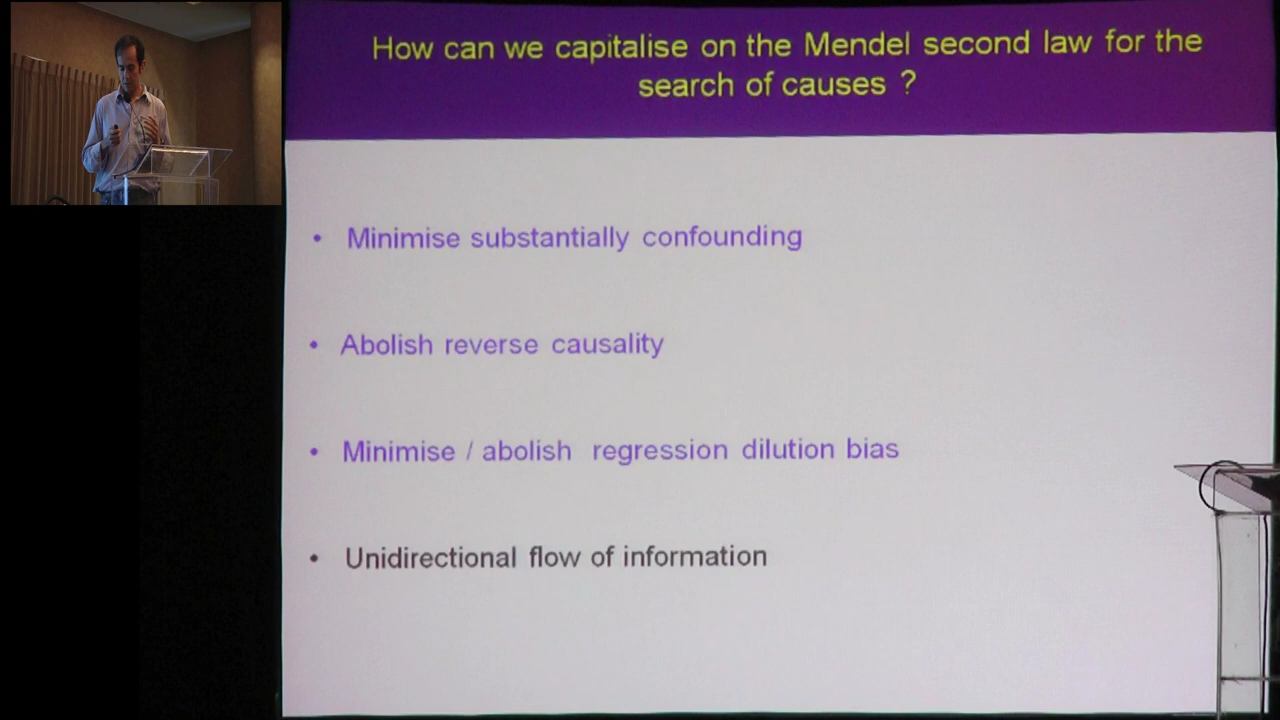 How can we capitalise on the Mendel second law for the
search of causes ?
• Minimise substantially confounding
• Abolish reverse causality
• Minimise / abolish regression dilution bias
• Unidirectional flow of information